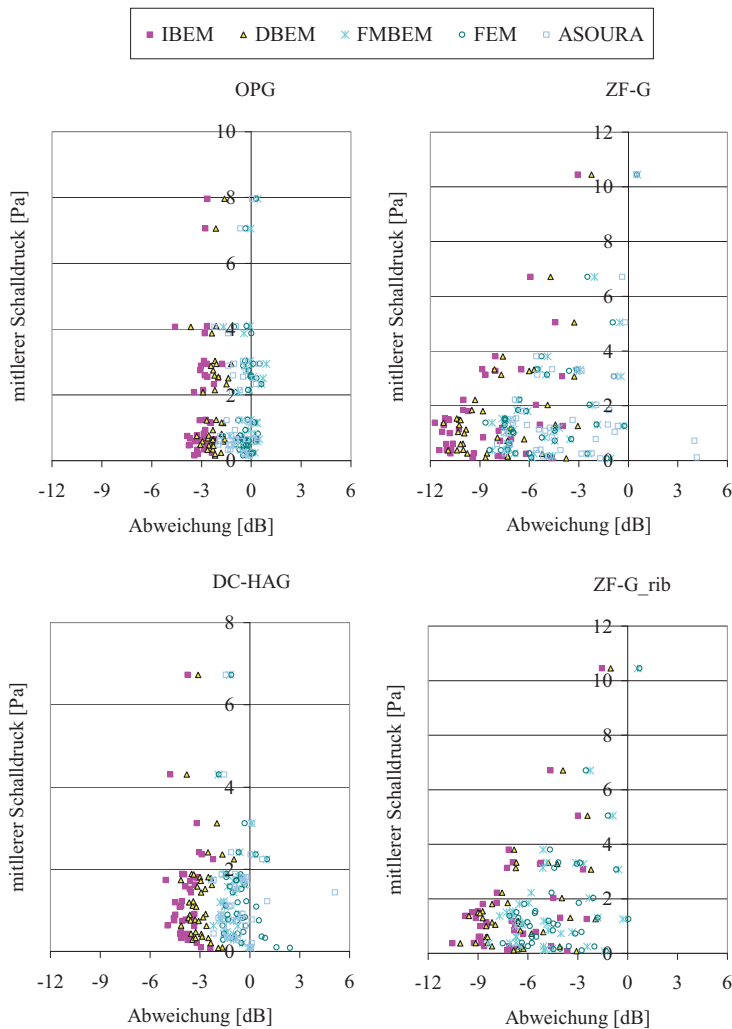 IBEM DBEM FMBEM FEM ASOURA
OPG
10
8
6
4
2
0
-12 -9 -6 -3 0 3 6
mitllerer Schalldruck [Pa]
Abweichung [dB]
ZF-G
12
10
8
6
4
2
0
-12 -9 -6 -3 0 3 6
mitllerer Schalldruck [Pa]
Abweichung [dB]
DC-HAG
8
6
4
2
0
-12 -9 -6 -3 0 3 6
mitllerer Schalldruck [Pa]
Abweichung [dB]
ZF-G_rib
12
10
8
6
4
2
0
-12 -9 -6 -3 0 3 6
mitllerer Schalldruck [Pa]
Abweichung [dB]